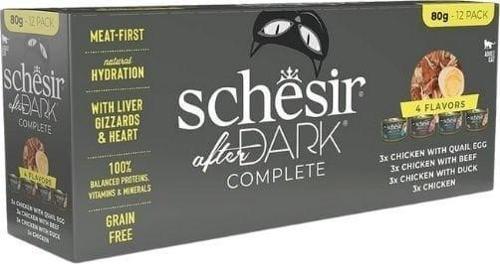 80g - 12 PACK
schesir
after DARK®
COMPLETE
4 FLAVORS
3x CHICKEN WITH QUAIL EGG
3x CHICKEN WITH BEEF
3x CHICKEN WITH DUCK
3x CHICKEN
MEAT-FIRST
natural
HYDRATION
WITH LIVER
GIZZARDS
& HEART
100%
BALANCED PROTEINS,
VITAMINS & MINERALS
GRAIN
FREE
schesir®
after DARK®
COMPLETE
80g - 12 PACK
ADULT
CAT
4 FLAVORS
3x CHICKEN WITH QUAIL EGG
3x CHICKEN WITH BEEF
3x CHICKEN WITH DUCK
3x CHICKEN